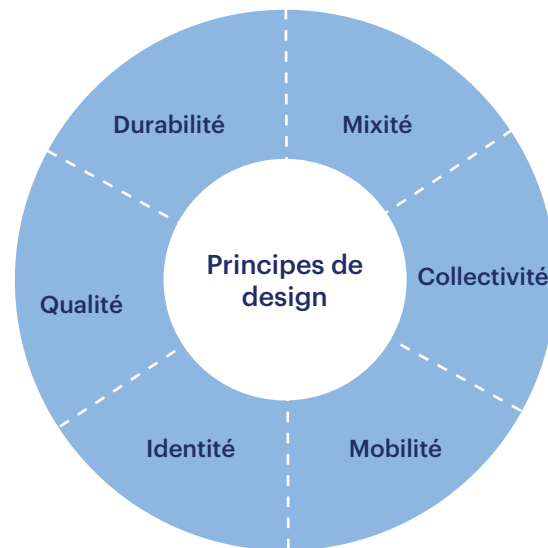 Durabilité
Mixité
Principes de
design
Collectivité
Qualité
Identité
Mobilité